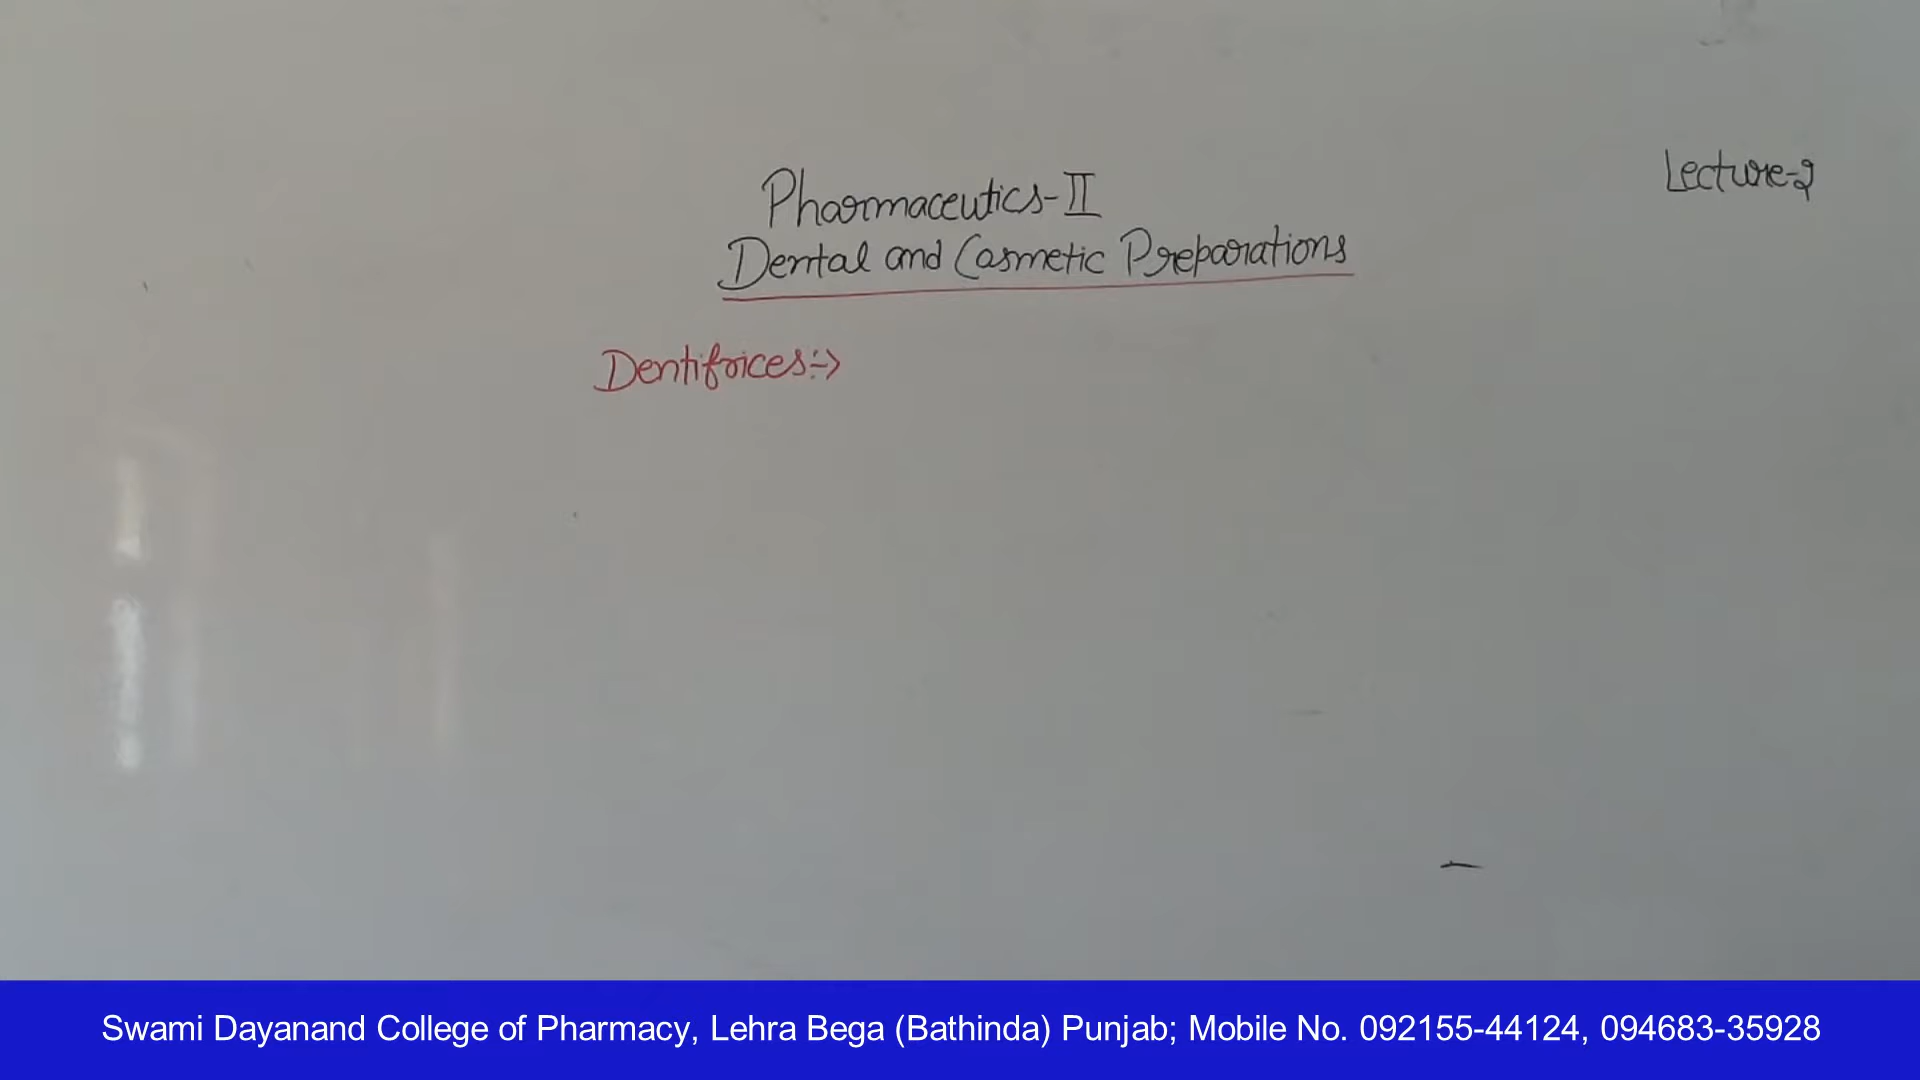 Lecture-2
Pharmaceutics-II
Dental and Cosmetic Preparations
Dentifrices:->
Swami Dayanand College of Pharmacy, Lehra Bega (Bathinda) Punjab; Mobile No. 092155-44124, 094683-35928